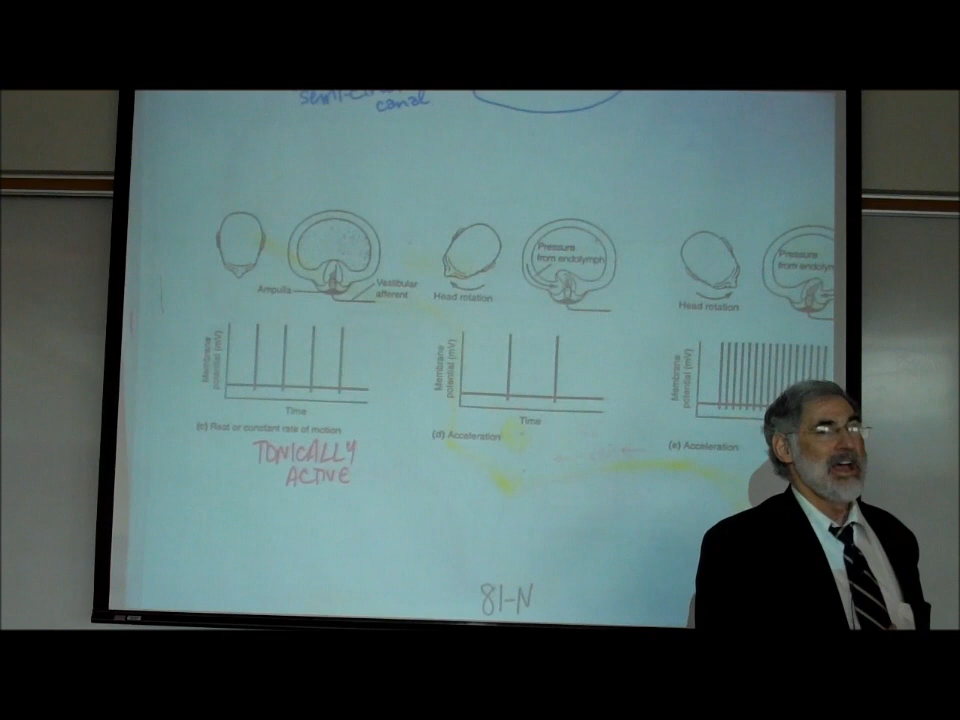 canal
Pressure
from endolymph
Pressure
Ampulla
Vestibular
afferent
Head rotation
Head rotation
Membrane
potential (mV)
Membrane
potential (mV)
Membrane
potential (mV)
Time
Time
(c) Rest or constant rate of motion
(d) Acceleration
(e) Acceleration
TONICALLY
ACTIVE
81-N